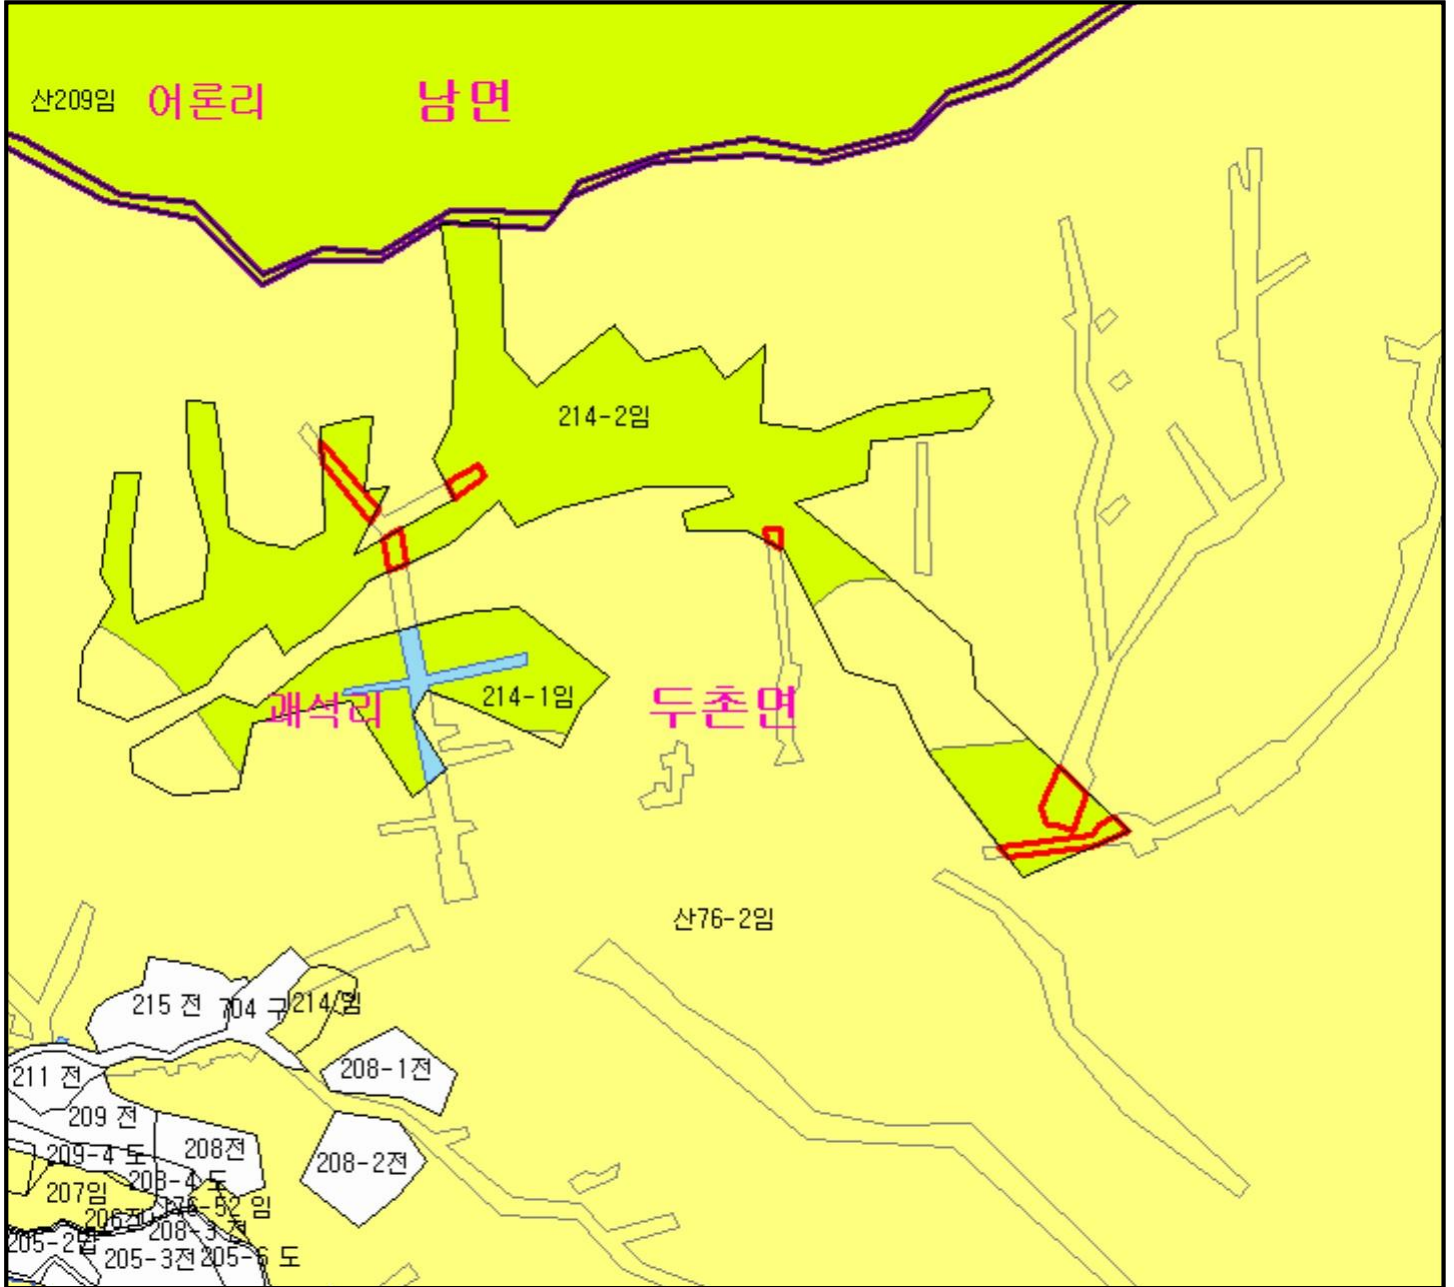 산209임 어론리 남면
214-2임
괘석리 214-1임 두촌면
산76-2임
215 전 704 구 214 임
211 전 208-1전
209 전
209-4 도 208전 208-2전
208-4 도
207임
206전 176-52 임
208-3 전
205-2답 205-3전 205-6 도